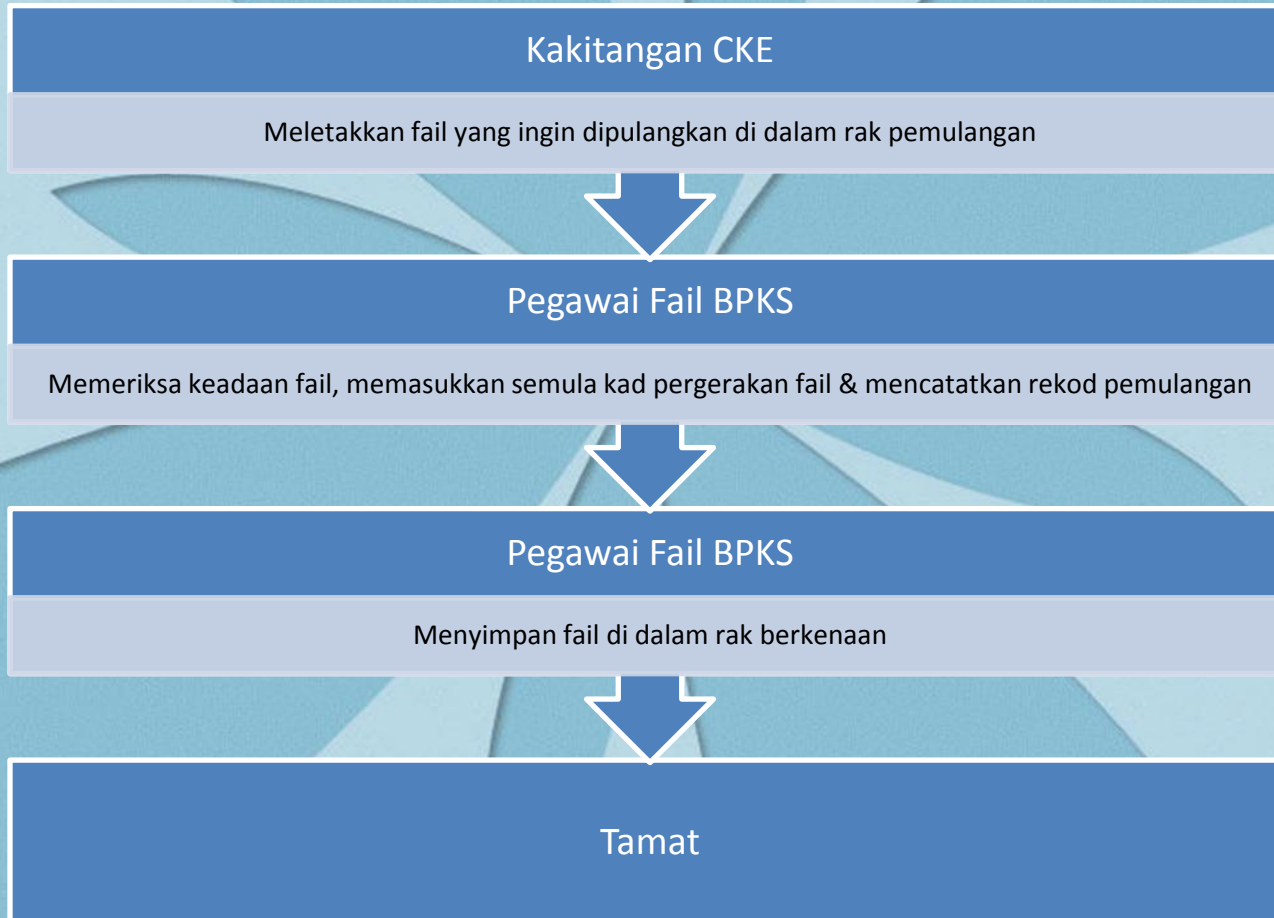 Kakitangan CKE
Meletakkan fail yang ingin dipulangkan di dalam rak pemulangan
Pegawai Fail BPKS
Memeriksa keadaan fail, memasukkan semula kad pergerakan fail & mencatatkan rekod pemulangan
Pegawai Fail BPKS
Menyimpan fail di dalam rak berkenaan
Tamat